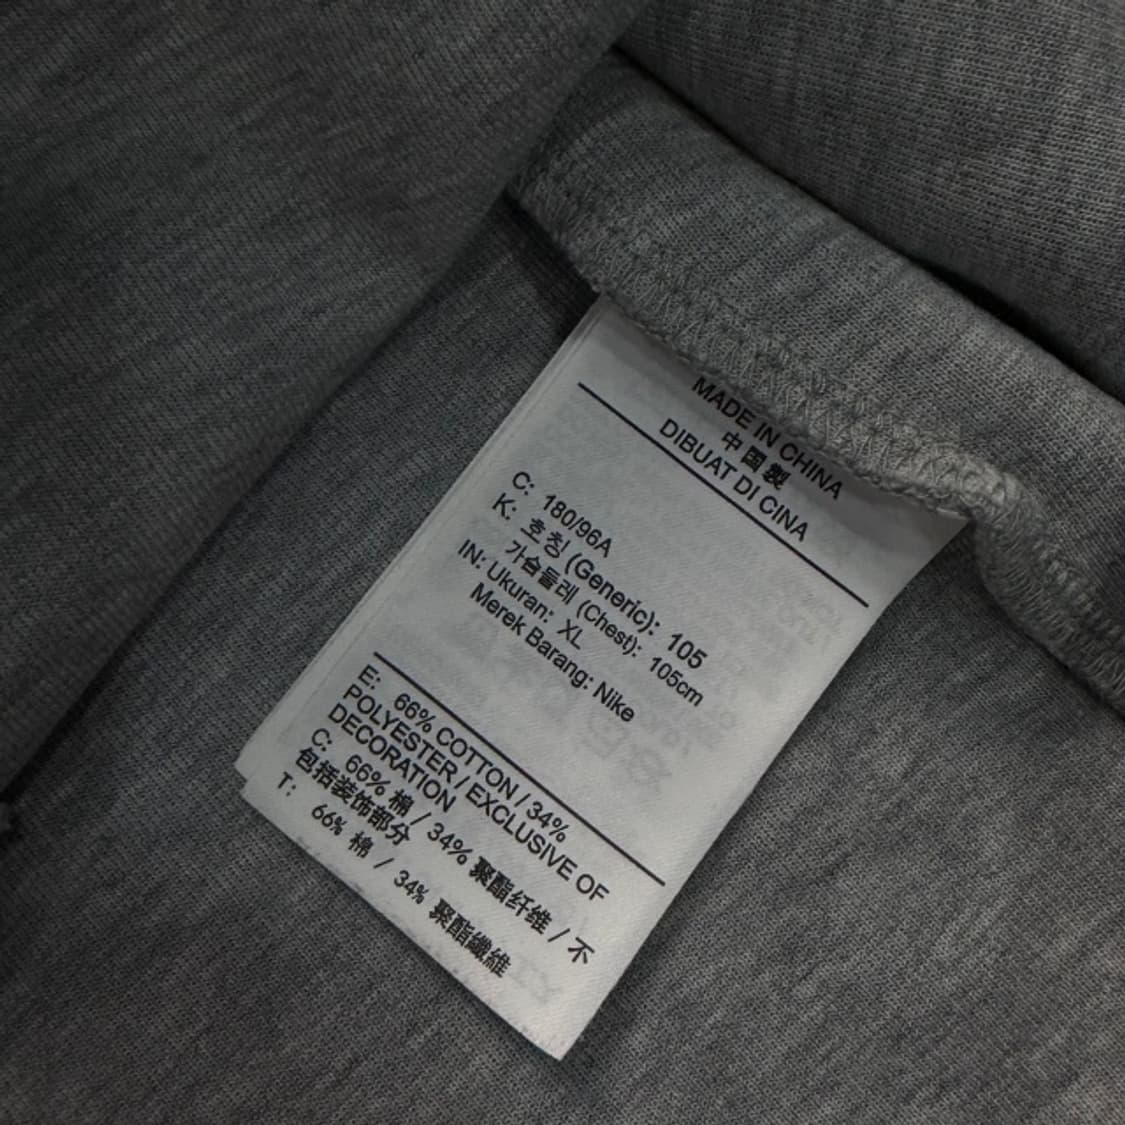 MADE IN CHINA
中国製
DIBUAT DI CINA
C: 180/96A
K: 호칭 (Generic): 105
가슴둘레 (Chest): 105cm
IN: Ukuran: XL
Merek Barang: Nike
E: 66% COTTON / 34%
POLYESTER / EXCLUSIVE OF
DECORATION
C: 66% 棉 / 34% 聚酯纤维 / 不
包括装饰部分
T: 66% 棉 / 34% 聚酯纖維